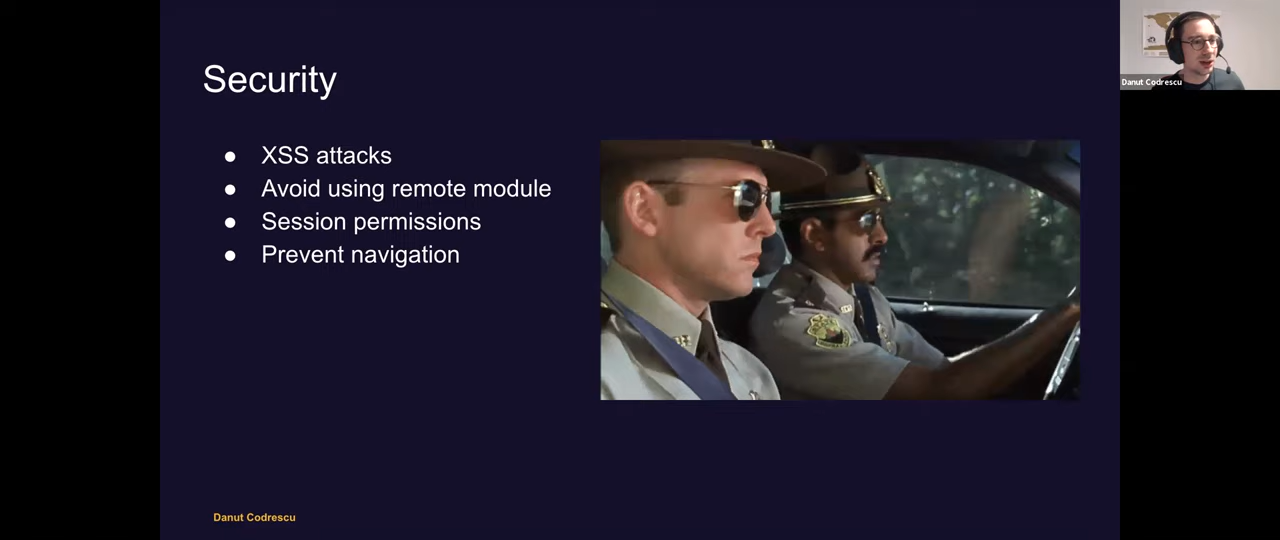 Security
● XSS attacks
● Avoid using remote module
● Session permissions
● Prevent navigation
Danut Codrescu
Danut Codrescu